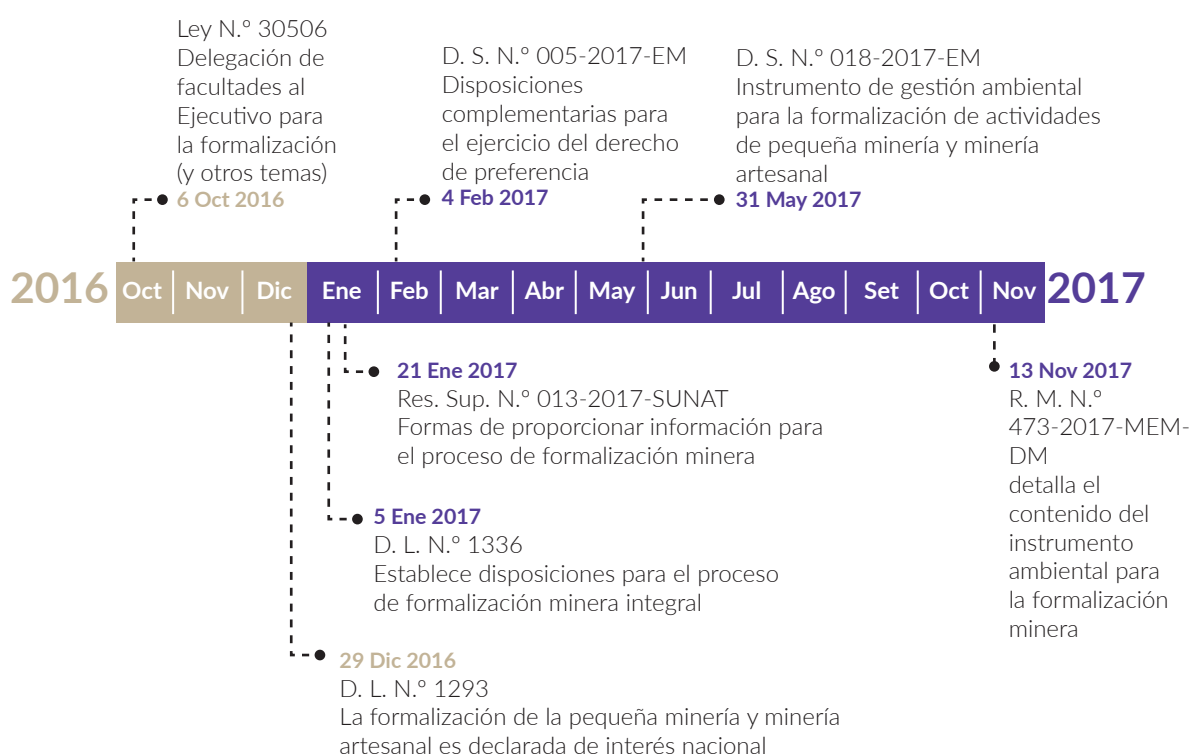 Ley N.º 30506
Delegación de
facultades al
Ejecutivo para
la formalización
(y otros temas)
6 Oct 2016
D. S. N.º 005-2017-EM
Disposiciones
complementarias para
el ejercicio del derecho
de preferencia
4 Feb 2017
D. S. N.º 018-2017-EM
Instrumento de gestión ambiental
para la formalización de actividades
de pequeña minería y minería
artesanal
31 May 2017
2016 Oct Nov Dic Ene Feb Mar Abr May Jun Jul Ago Set Oct Nov 2017
21 Ene 2017
Res. Sup. N.º 013-2017-SUNAT
Formas de proporcionar información para
el proceso de formalización minera
5 Ene 2017
D. L. N.º 1336
Establece disposiciones para el proceso
de formalización minera integral
29 Dic 2016
D. L. N.º 1293
La formalización de la pequeña minería y minería
artesanal es declarada de interés nacional
13 Nov 2017
R. M. N.º
473-2017-MEM-
DM
detalla el
contenido del
instrumento
ambiental para
la formalización
minera